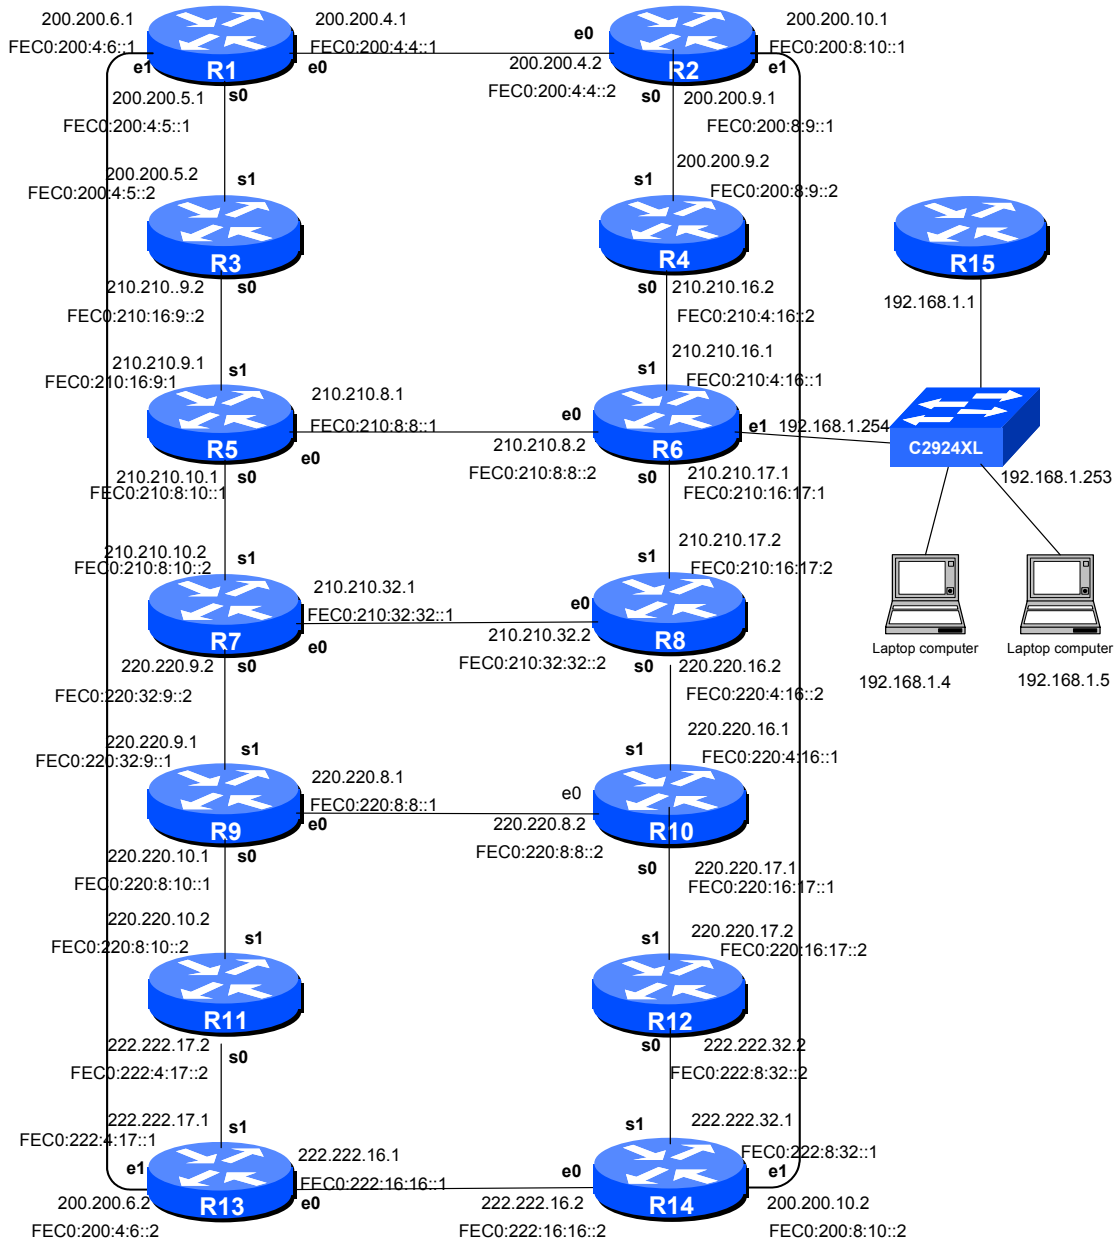 200.200.6.1
FEC0:200:4:6::1
e1
R1
200.200.4.1
FEC0:200:4:4::1
e0
e0
200.200.4.2
FEC0:200:4:4::2
R2
200.200.10.1
FEC0:200:8:10::1
e1
200.200.5.1
s0
FEC0:200:4:5::1
s0
200.200.9.1
FEC0:200:8:9::1
200.200.5.2
FEC0:200:4:5::2
s1
R3
200.200.9.2
s1
FEC0:200:8:9::2
R4
R15
210.210..9.2
s0
FEC0:210:16:9::2
s0
210.210.16.2
FEC0:210:4:16::2
192.168.1.1
210.210.9.1
s1
FEC0:210:16:9:1
R5
210.210.8.1
FEC0:210:8:8::1
e0
e0
210.210.8.2
FEC0:210:8:8::2
210.210.16.1
s1
FEC0:210:4:16::1
R6
e1
192.168.1.254
C2924XL
210.210.10.1
s0
FEC0:210:8:10::1
s0
210.210.17.1
FEC0:210:16:17:1
192.168.1.253
210.210.10.2
s1
FEC0:210:8:10::2
R7
210.210.32.1
FEC0:210:32:32::1
e0
e0
210.210.32.2
FEC0:210:32:32::2
s1
210.210.17.2
FEC0:210:16:17:2
R8
Laptop computer
Laptop computer
192.168.1.4
192.168.1.5
220.220.9.2
s0
FEC0:220:32:9::2
s0
220.220.16.2
FEC0:220:4:16::2
220.220.9.1
s1
FEC0:220:32:9::1
R9
220.220.8.1
FEC0:220:8:8::1
e0
e0
220.220.8.2
FEC0:220:8:8::2
220.220.16.1
s1
FEC0:220:4:16::1
R10
220.220.10.1
s0
FEC0:220:8:10::1
s0
220.220.17.1
FEC0:220:16:17::1
220.220.10.2
s1
FEC0:220:8:10::2
R11
220.220.17.2
s1
FEC0:220:16:17::2
R12
222.222.17.2
s0
FEC0:222:4:17::2
s0
222.222.32.2
FEC0:222:8:32::2
222.222.17.1
s1
FEC0:222:4:17::1
e1
R13
200.200.6.2
FEC0:200:4:6::2
222.222.16.1
FEC0:222:16:16::1
e0
e0
222.222.16.2
FEC0:222:16:16::2
222.222.32.1
s1
FEC0:222:8:32::1
R14
e1
200.200.10.2
FEC0:200:8:10::2